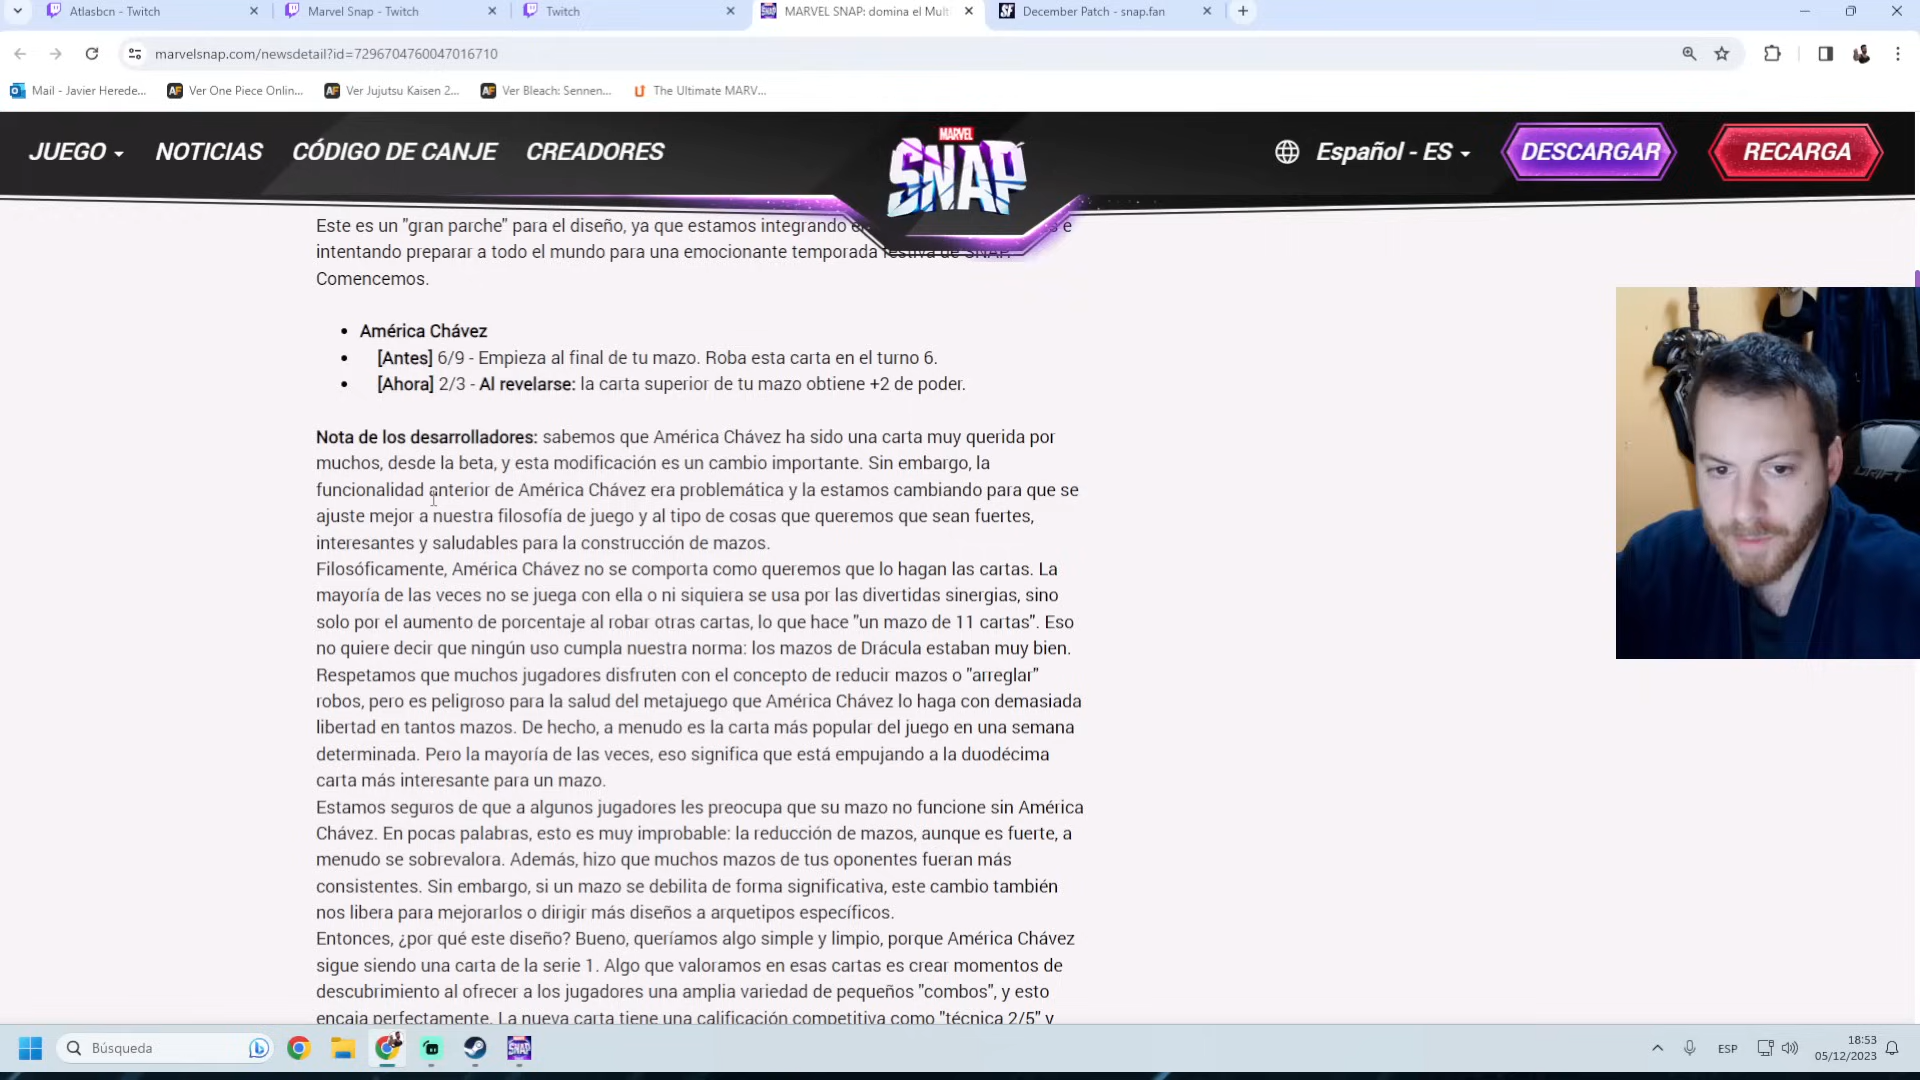 Atlasbcn - Twitch
Marvel Snap - Twitch
Twitch
MARVEL SNAP: domina el Mult
December Patch - snap.fan
marvelsnap.com/newsdetail?id=7296704760047016710
Mail - Javier Herede...
Ver One Piece Onlin...
Ver Jujutsu Kaisen 2...
Ver Bleach: Sennen...
The Ultimate MARV...
JUEGO
NOTICIAS
CÓDIGO DE CANJE
CREADORES
MARVEL
SNAP
Español - ES
DESCARGAR
RECARGA
Este es un "gran parche" para el diseño, ya que estamos integrando
intentando preparar a todo el mundo para una emocionante temporada festiva de SNAP.
Comencemos.
• América Chávez
• [Antes] 6/9 - Empieza al final de tu mazo. Roba esta carta en el turno 6.
• [Ahora] 2/3 - Al revelarse: la carta superior de tu mazo obtiene +2 de poder.
Nota de los desarrolladores: sabemos que América Chávez ha sido una carta muy querida por
muchos, desde la beta, y esta modificación es un cambio importante. Sin embargo, la
funcionalidad anterior de América Chávez era problemática y la estamos cambiando para que se
ajuste mejor a nuestra filosofía de juego y al tipo de cosas que queremos que sean fuertes,
interesantes y saludables para la construcción de mazos.
Filosóficamente, América Chávez no se comporta como queremos que lo hagan las cartas. La
mayoría de las veces no se juega con ella o ni siquiera se usa por las divertidas sinergias, sino
solo por el aumento de porcentaje al robar otras cartas, lo que hace "un mazo de 11 cartas". Eso
no quiere decir que ningún uso cumpla nuestra norma: los mazos de Drácula estaban muy bien.
Respetamos que muchos jugadores disfruten con el concepto de reducir mazos o "arreglar"
robos, pero es peligroso para la salud del metajuego que América Chávez lo haga con demasiada
libertad en tantos mazos. De hecho, a menudo es la carta más popular del juego en una semana
determinada. Pero la mayoría de las veces, eso significa que está empujando a la duodécima
carta más interesante para un mazo.
Estamos seguros de que a algunos jugadores les preocupa que su mazo no funcione sin América
Chávez. En pocas palabras, esto es muy improbable: la reducción de mazos, aunque es fuerte, a
menudo se sobrevalora. Además, hizo que muchos mazos de tus oponentes fueran más
consistentes. Sin embargo, si un mazo se debilita de forma significativa, este cambio también
nos libera para mejorarlos o dirigir más diseños a arquetipos específicos.
Entonces, ¿por qué este diseño? Bueno, queríamos algo simple y limpio, porque América Chávez
sigue siendo una carta de la serie 1. Algo que valoramos en esas cartas es crear momentos de
descubrimiento al ofrecer a los jugadores una amplia variedad de pequeños "combos", y esto
encaja perfectamente. La nueva carta tiene una calificación competitiva como "técnica 2/5" y
Búsqueda
ESP
18:53
05/12/2023